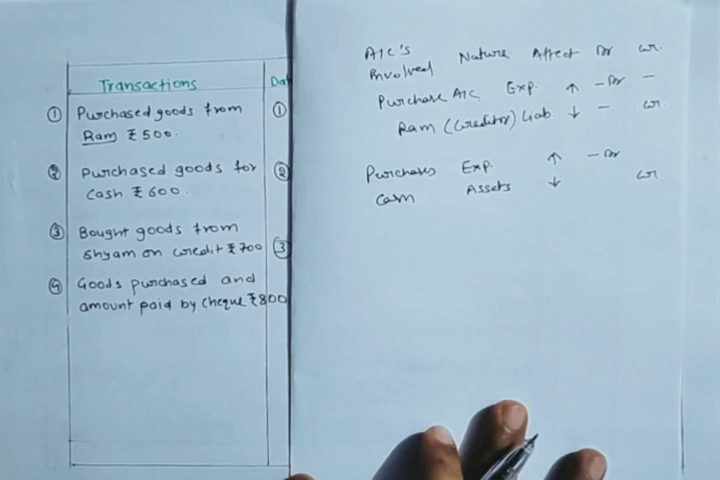 Transactions
Dat
① Purchased goods from ①
Ram ₹500.
② Purchased goods for ②
Cash ₹600.
③ Bought goods from
Shyam on credit ₹700 ③
④ Goods purchased and
amount paid by cheque ₹800
A/C's
Involved Nature Affect Dr Cr.
Purchase A/C Exp. ↑ – Dr –
Ram (Creditor) Liab. ↓ – Cr
Purchases Exp. ↑ – Dr
Cash Assets ↓ Cr